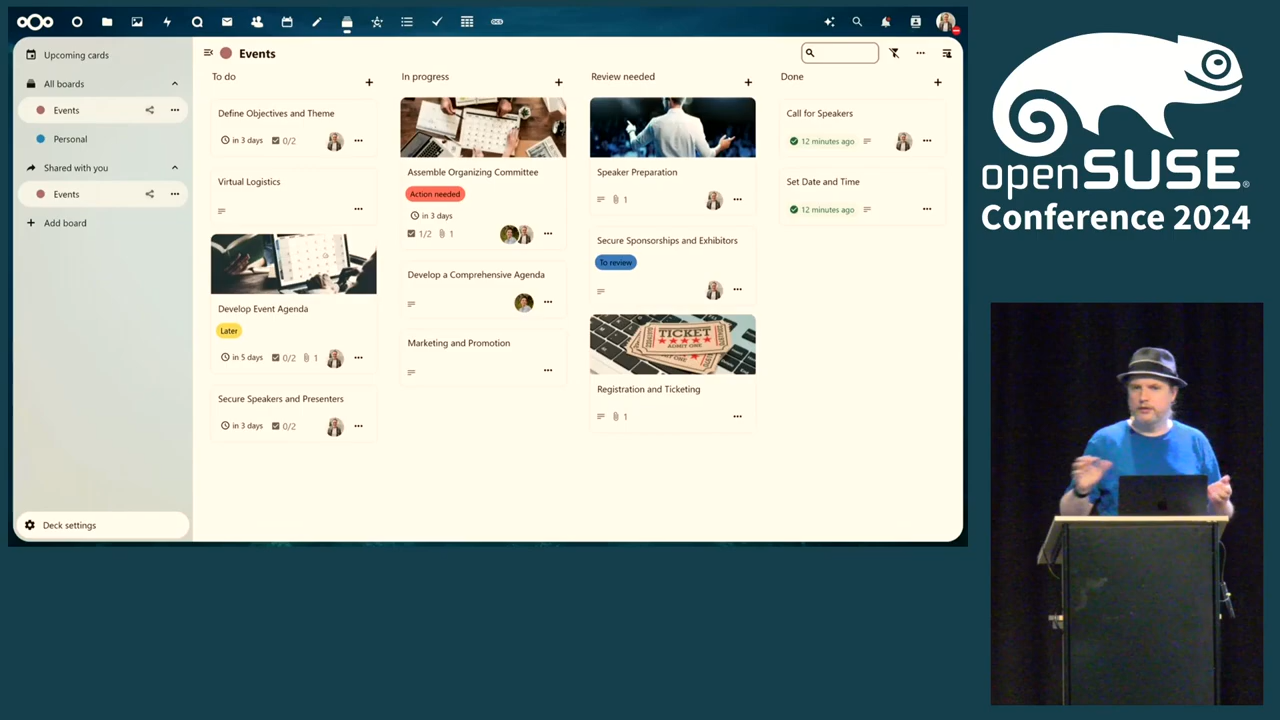 Upcoming cards
All boards
Events
Personal
Shared with you
Events
Add board
Deck settings
Events
To do
Define Objectives and Theme
in 3 days 0/2
Virtual Logistics
Develop Event Agenda
Later
in 5 days 0/2 1
Secure Speakers and Presenters
in 3 days 0/2
In progress
Assemble Organizing Committee
Action needed
in 3 days
1/2 1
Develop a Comprehensive Agenda
Marketing and Promotion
Review needed
Speaker Preparation
1
Secure Sponsorships and Exhibitors
To review
TICKET
ADMIT ONE
Registration and Ticketing
1
Done
Call for Speakers
12 minutes ago
Set Date and Time
12 minutes ago
openSUSE®
Conference 2024